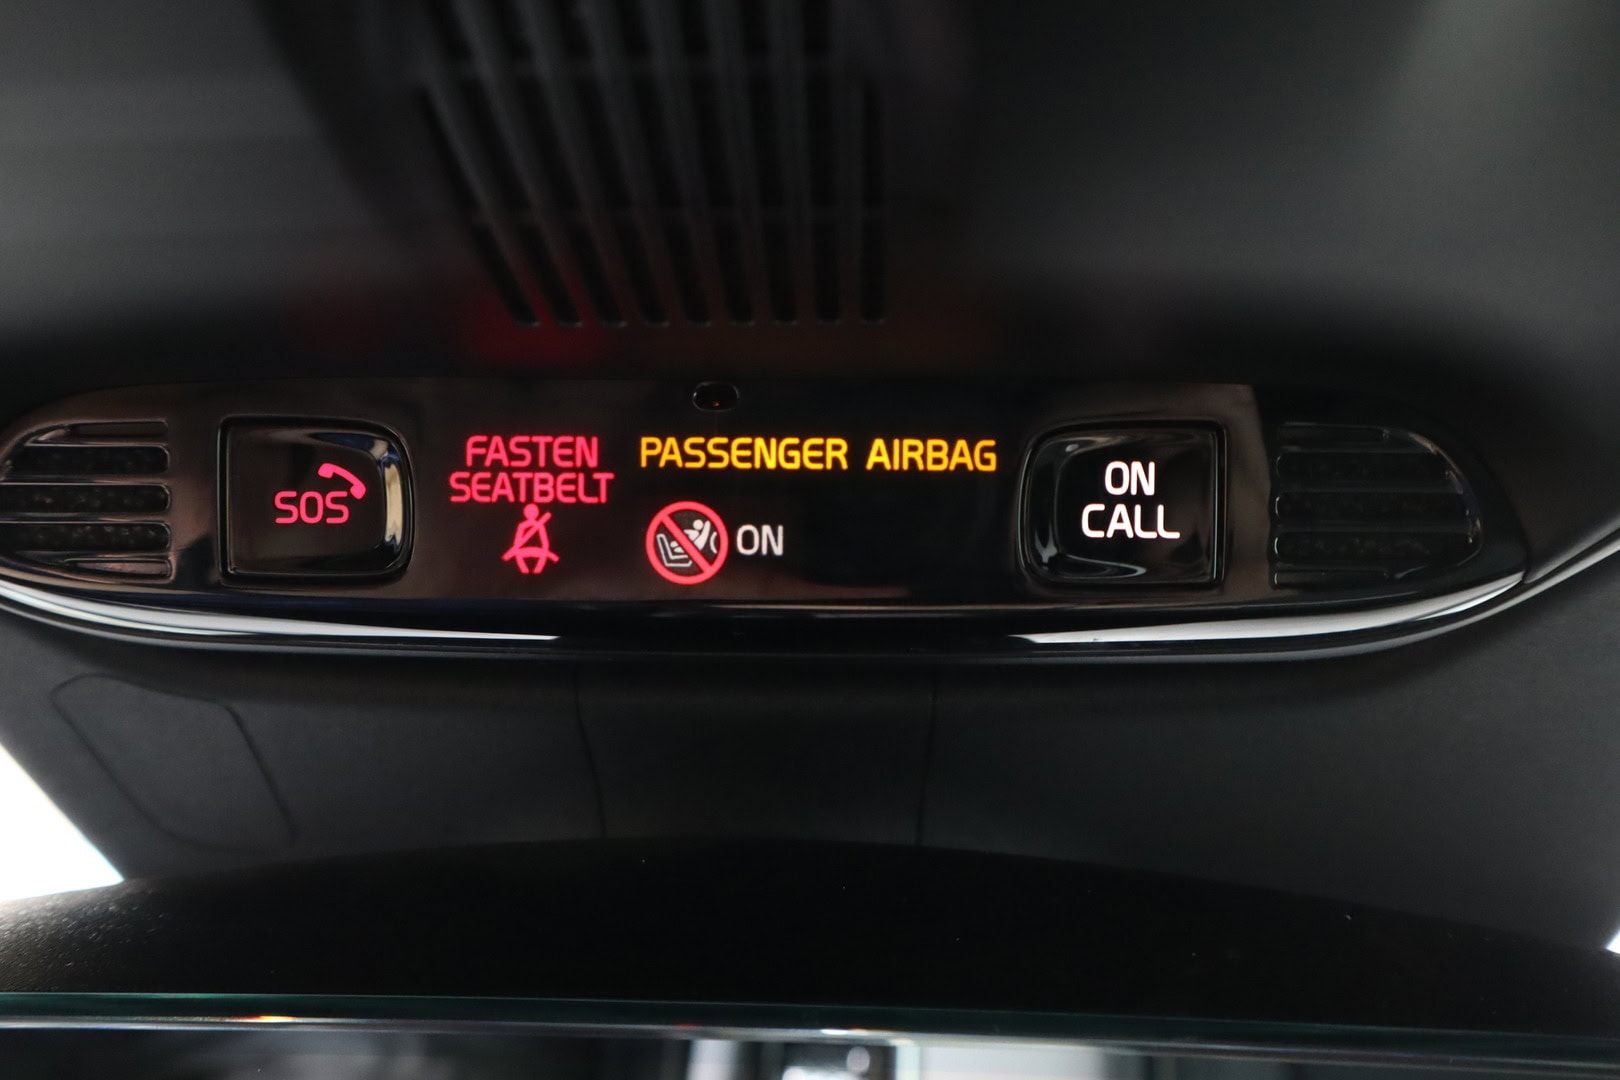 SOS
FASTEN
SEATBELT
PASSENGER AIRBAG
ON
ON
CALL